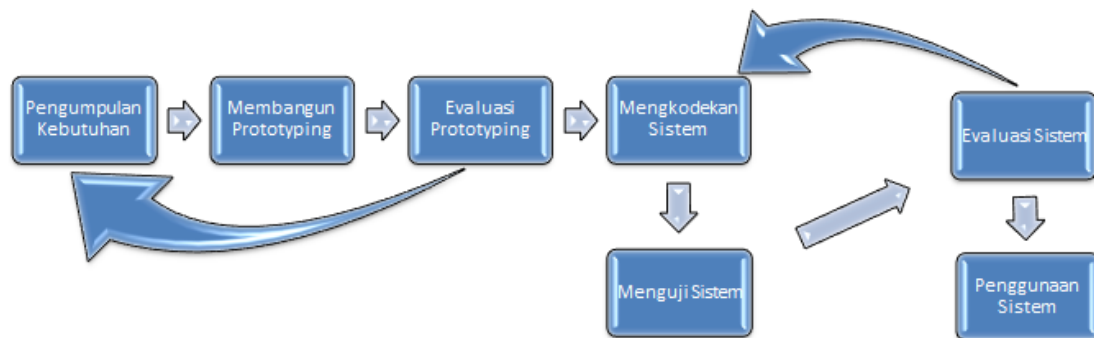 Pengumpulan
Kebutuhan
Membangun
Prototyping
Evaluasi
Prototyping
Mengkodekan
Sistem
Evaluasi Sistem
Menguji Sistem
Penggunaan
Sistem